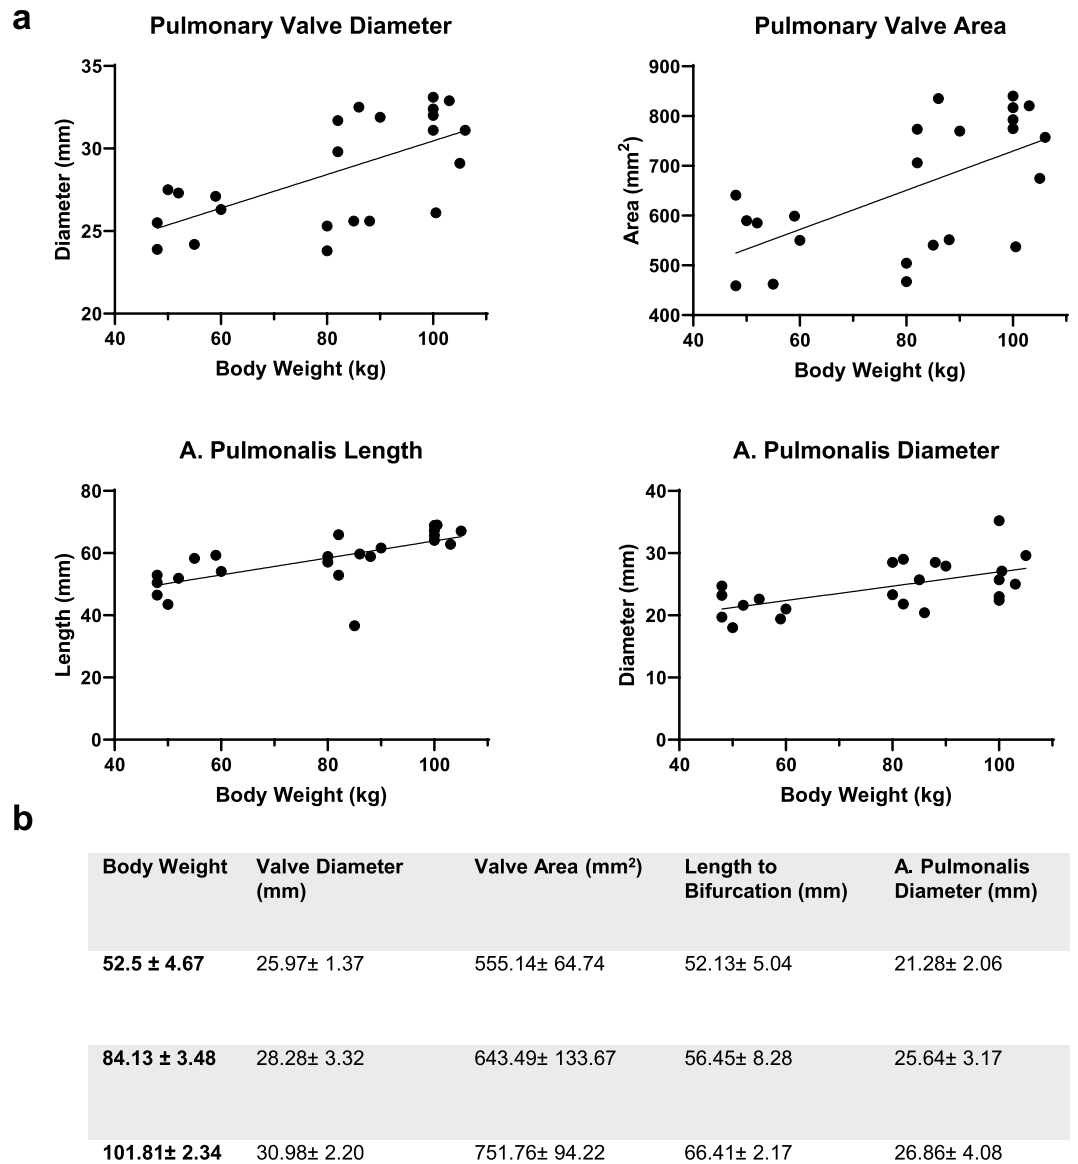 a
Pulmonary Valve Diameter
35
30
25
20
Diameter (mm)
40 60 80 100
Body Weight (kg)
Pulmonary Valve Area
900
800
700
600
500
400
Area (mm²)
40 60 80 100
Body Weight (kg)
A. Pulmonalis Length
80
60
40
20
0
Length (mm)
40 60 80 100
Body Weight (kg)
A. Pulmonalis Diameter
40
30
20
10
0
Diameter (mm)
40 60 80 100
Body Weight (kg)
b
Body Weight Valve Diameter (mm) Valve Area (mm²) Length to Bifurcation (mm) A. Pulmonalis Diameter (mm)
52.5 ± 4.67 25.97± 1.37 555.14± 64.74 52.13± 5.04 21.28± 2.06
84.13 ± 3.48 28.28± 3.32 643.49± 133.67 56.45± 8.28 25.64± 3.17
101.81± 2.34 30.98± 2.20 751.76± 94.22 66.41± 2.17 26.86± 4.08